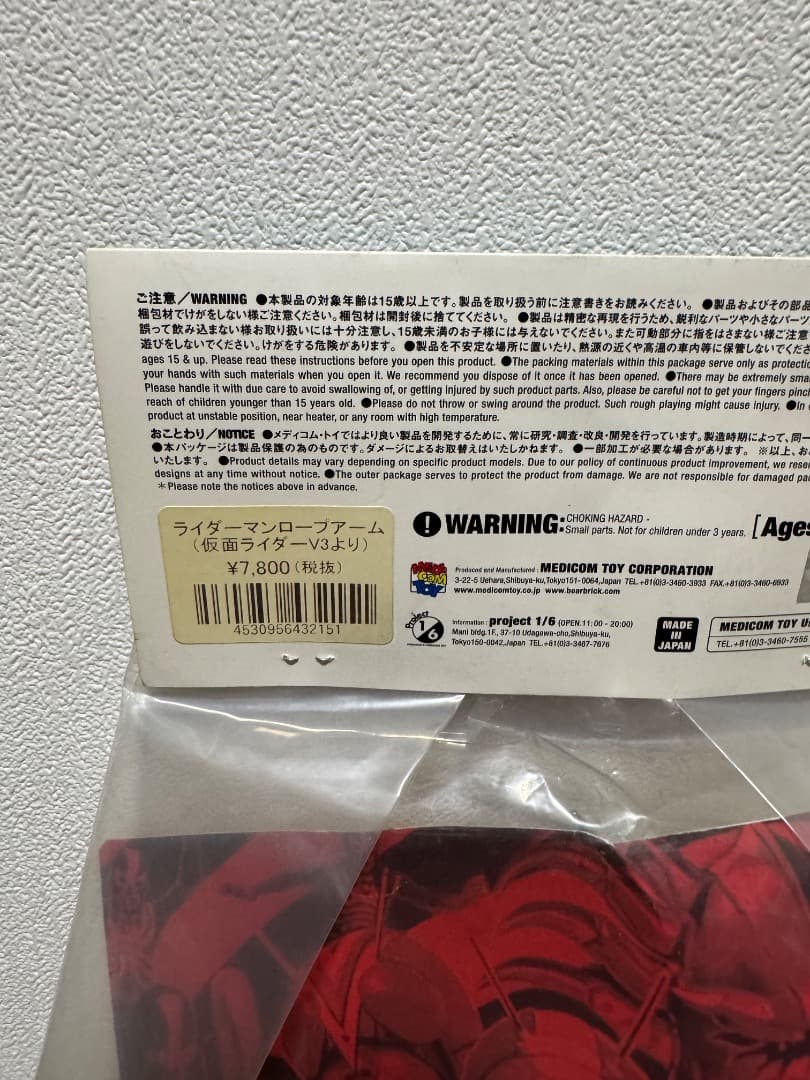 ご注意／WARNING ●本製品の対象年齢は15歳以上です。製品を取り扱う前に注意書きをお読みください。 ●製品およびその部品
梱包材でけがをしない様ご注意ください。梱包材は開封後に捨ててください。 ●製品は精密な再現を行うため、鋭利なパーツや小さなパーツ
誤って飲み込まない様お取り扱いには十分注意し、15歳未満のお子様には与えないでください。また可動部分に指をはさまない様ご注意
遊びをしないでください。けがをする危険があります。 ●製品を不安定な場所に置いたり、熱源の近くや高温の車内等に保管しないでくださ
ages 15 & up. Please read these instructions before you open this product. ●The packing materials within this package serve only as protectio
your hands with such materials when you open it. We recommend you dispose of it once it has been opened. ●There may be extremely sma
Please handle it with due care to avoid swallowing of, or getting injured by such product parts. Also, please be careful not to get your fingers pinc
reach of children younger than 15 years old. ●Please do not throw or swing around the product. Such rough playing might cause injury. ●In
product at unstable position, near heater, or any room with high temperature.
おことわり／NOTICE ●メディコム・トイではより良い製品を開発するために、常に研究・調査・改良・開発を行っています。製造時期によって、同一
●本パッケージは製品保護の為のものです。ダメージによるお取替えはいたしかねます。 ●一部加工が必要な場合があります。 ※以上、お
いたします。 ●Product details may vary depending on specific product models. Due to our policy of continuous product improvement, we rese
designs at any time without notice. ●The outer package serves to protect the product from damage. We are not responsible for damaged pa
＊Please note the notices above in advance.
ライダーマンロープアーム
（仮面ライダーV3より）
¥7,800（税抜）
4530956432151
WARNING: CHOKING HAZARD -
Small parts. Not for children under 3 years.
[Ages
MEDICOM TOY
Produced and Manufactured : MEDICOM TOY CORPORATION
3-22-5 Uehara,Shibuya-ku,Tokyo151-0064,Japan TEL.+81(0)3-3460-3933 FAX.+81(0)3-3460-6933
www.medicomtoy.co.jp www.bearbrick.com
Project 1/6
Information : project 1/6 (OPEN.11:00 - 20:00)
Mani bldg.1F, 37-10 Udagawa-cho,Shibuya-ku,
Tokyo150-0042,Japan TEL.+81(0)3-3467-7676
MADE
IN
JAPAN
MEDICOM TOY Us
TEL.+81(0)3-3460-7555